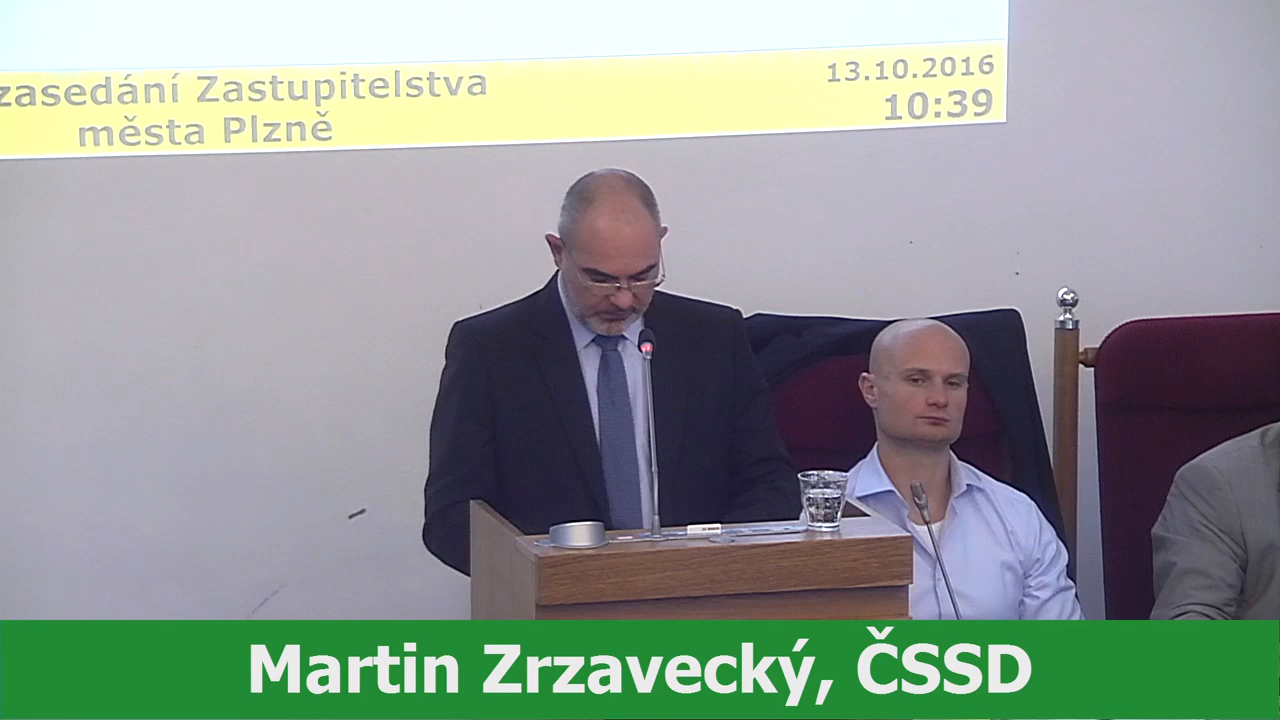 zasedání Zastupitelstva
města Plzně
13.10.2016
10:39
Martin Zrzavecký, ČSSD